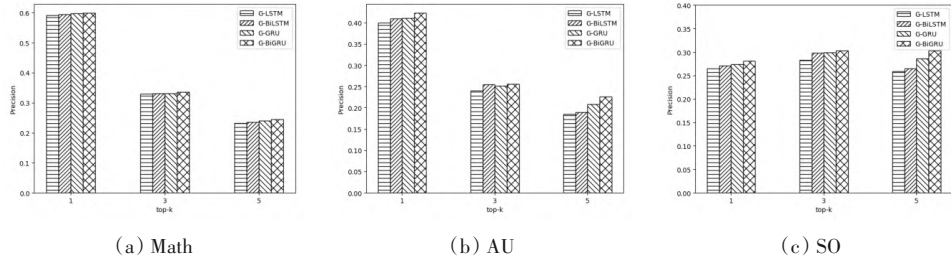 0.6
0.5
0.4
0.3
0.2
0.1
0.0
Precision
1
3
5
top-k
G-LSTM
G-BiLSTM
G-GRU
G-BiGRU
(a) Math
0.40
0.35
0.30
0.25
0.20
0.15
0.10
0.05
0.00
Precision
1
3
5
top-k
G-LSTM
G-BiLSTM
G-GRU
G-BIGRU
(b) AU
0.40
0.35
0.30
0.25
0.20
0.15
0.10
0.05
0.00
Precision
1
3
5
top-k
G-LSTM
G-BiLSTM
G-GRU
G-BIGRU
(c) SO